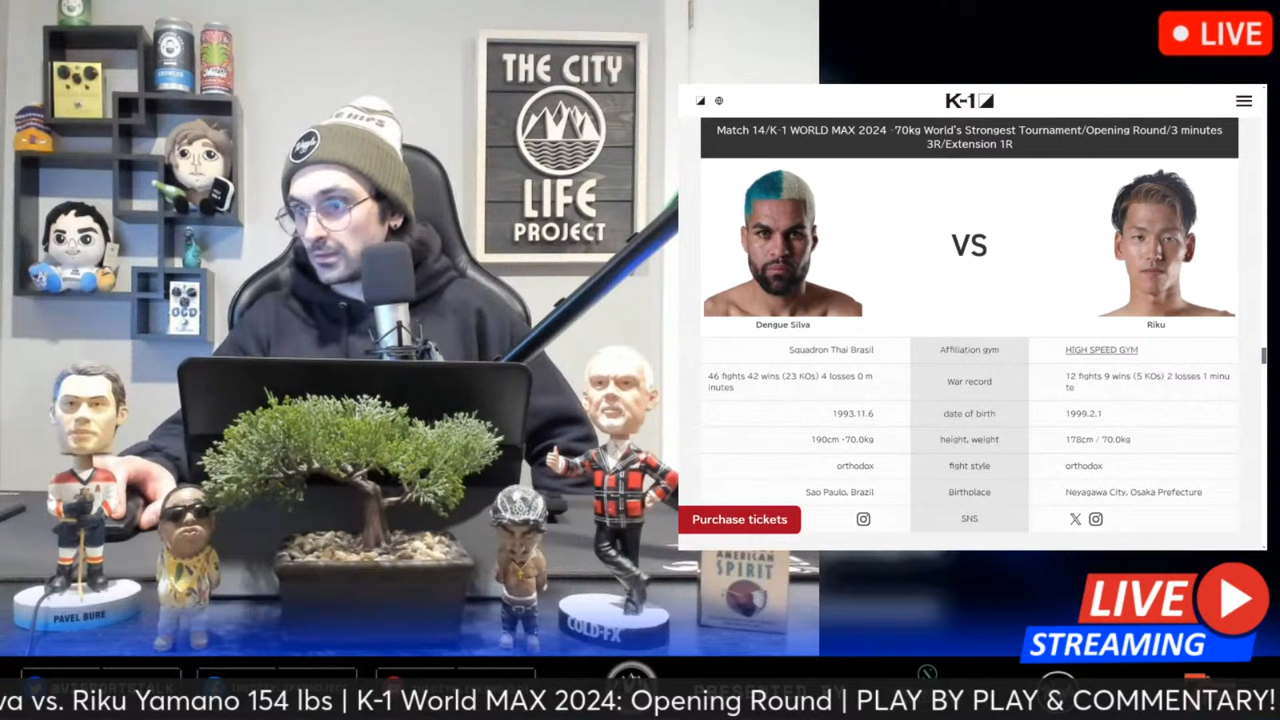 LIVE
THE CITY
LIFE
PROJECT
OCD
K-1
Match 14/K-1 WORLD MAX 2024 -70kg World's Strongest Tournament/Opening Round/3 minutes
3R/Extension 1R
VS
Dengue Silva
Riku
Squadron Thai Brasil Affiliation gym HIGH SPEED GYM
46 fights 42 wins (23 KOs) 4 losses 0 m
inutes
War record
12 fights 9 wins (5 KOs) 2 losses 1 minu
te
1993.11.6 date of birth 1999.2.1
190cm ・70.0kg height, weight 178cm / 70.0kg
orthodox fight style orthodox
Sao Paulo, Brazil Birthplace Neyagawa City, Osaka Prefecture
Purchase tickets
SNS
AMERICAN
SPIRIT
PAVEL BURE
COLD-FX
LIVE
STREAMING
va vs. Riku Yamano 154 lbs | K-1 World MAX 2024: Opening Round | PLAY BY PLAY & COMMENTARY!